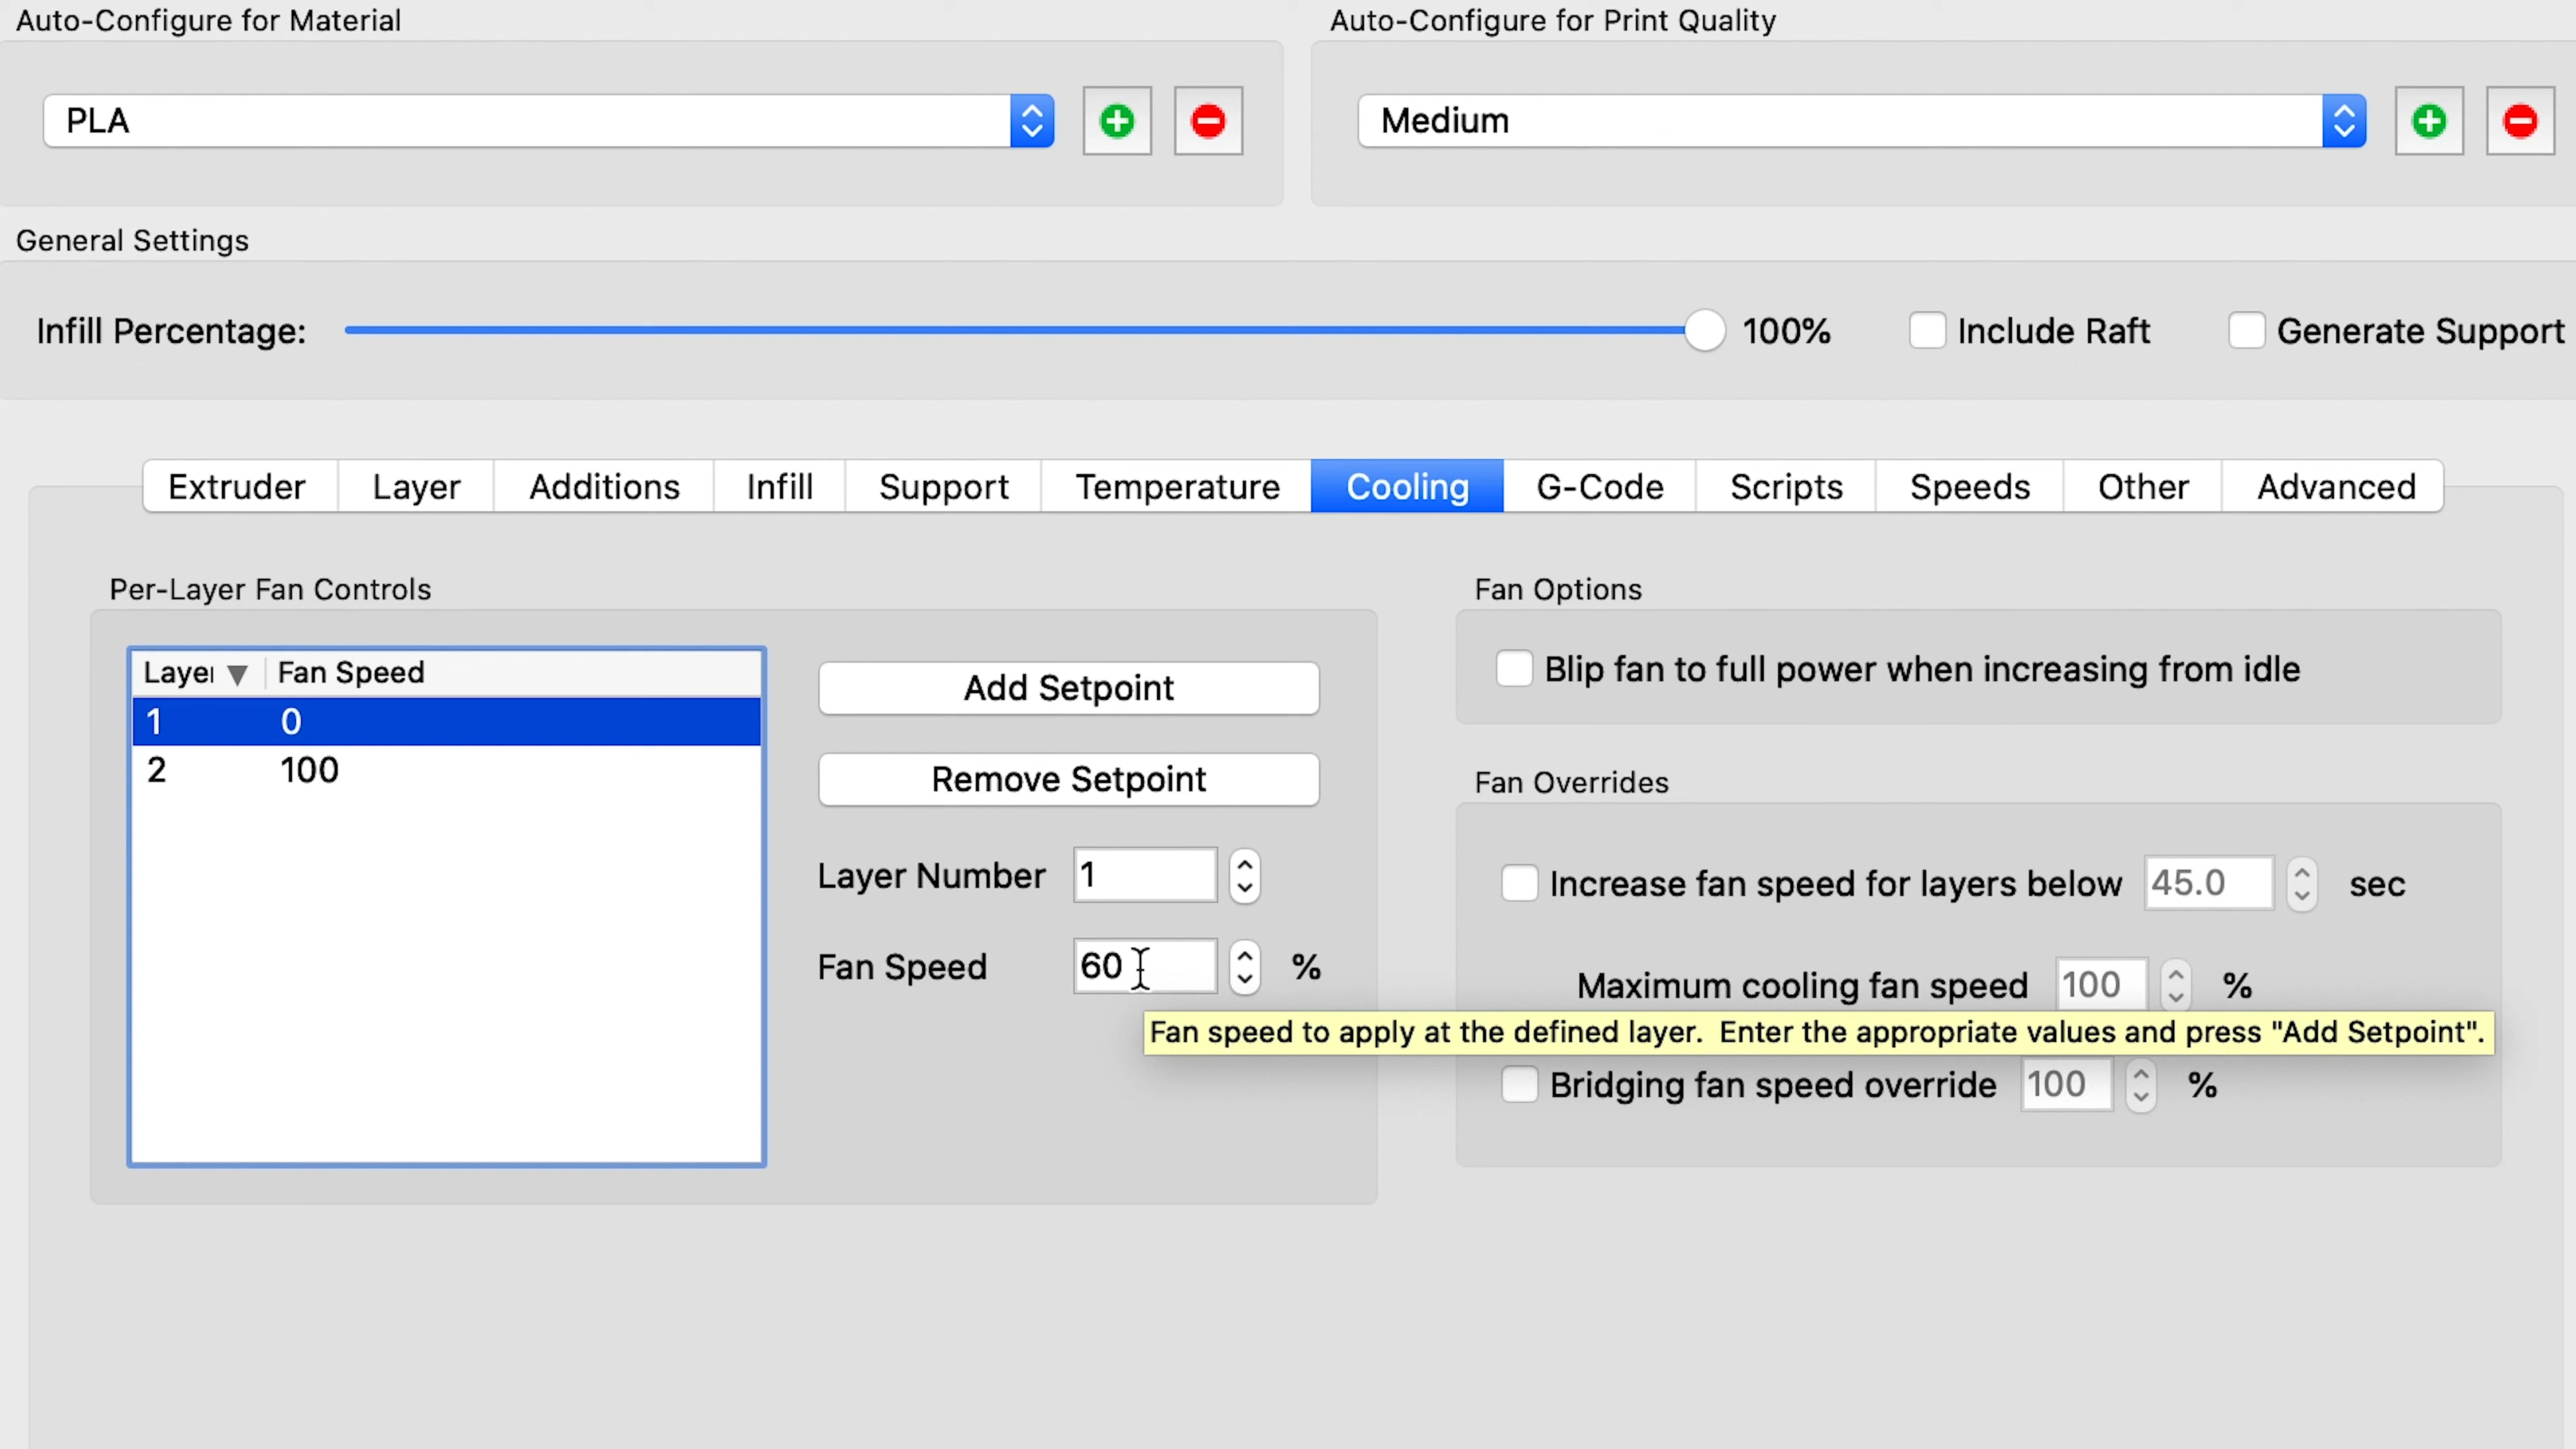 Auto-Configure for Material
Auto-Configure for Print Quality
PLA
Medium
General Settings
Infill Percentage:
100%
Include Raft
Generate Support
Extruder
Layer
Additions
Infill
Support
Temperature
Cooling
G-Code
Scripts
Speeds
Other
Advanced
Per-Layer Fan Controls
Layer Fan Speed
1 0
2 100
Add Setpoint
Remove Setpoint
Layer Number 1
Fan Speed 60 %
Fan Options
Blip fan to full power when increasing from idle
Fan Overrides
Increase fan speed for layers below 45.0 sec
Maximum cooling fan speed 100 %
Fan speed to apply at the defined layer. Enter the appropriate values and press "Add Setpoint".
Bridging fan speed override 100 %